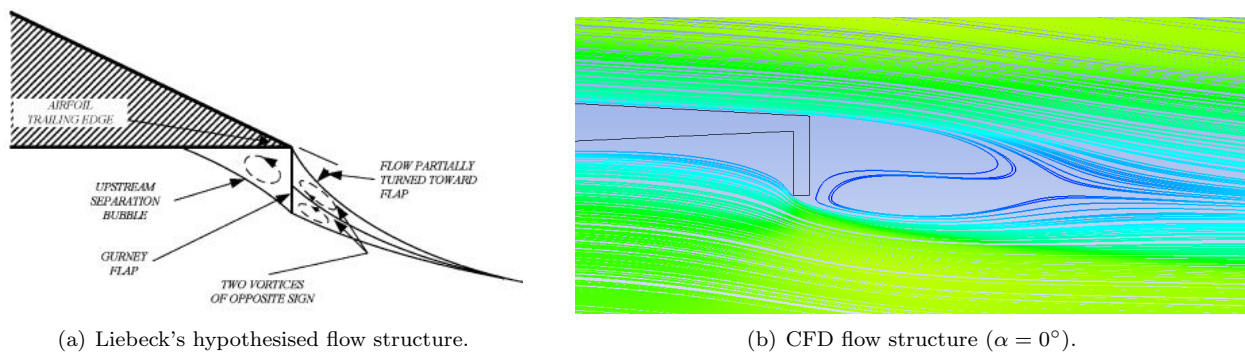 AIRFOIL
TRAILING EDGE
FLOW PARTIALLY
TURNED TOWARD
FLAP
UPSTREAM
SEPARATION
BUBBLE
GURNEY
FLAP
TWO VORTICES
OF OPPOSITE SIGN
(a) Liebeck's hypothesised flow structure.
(b) CFD flow structure (α = 0°).